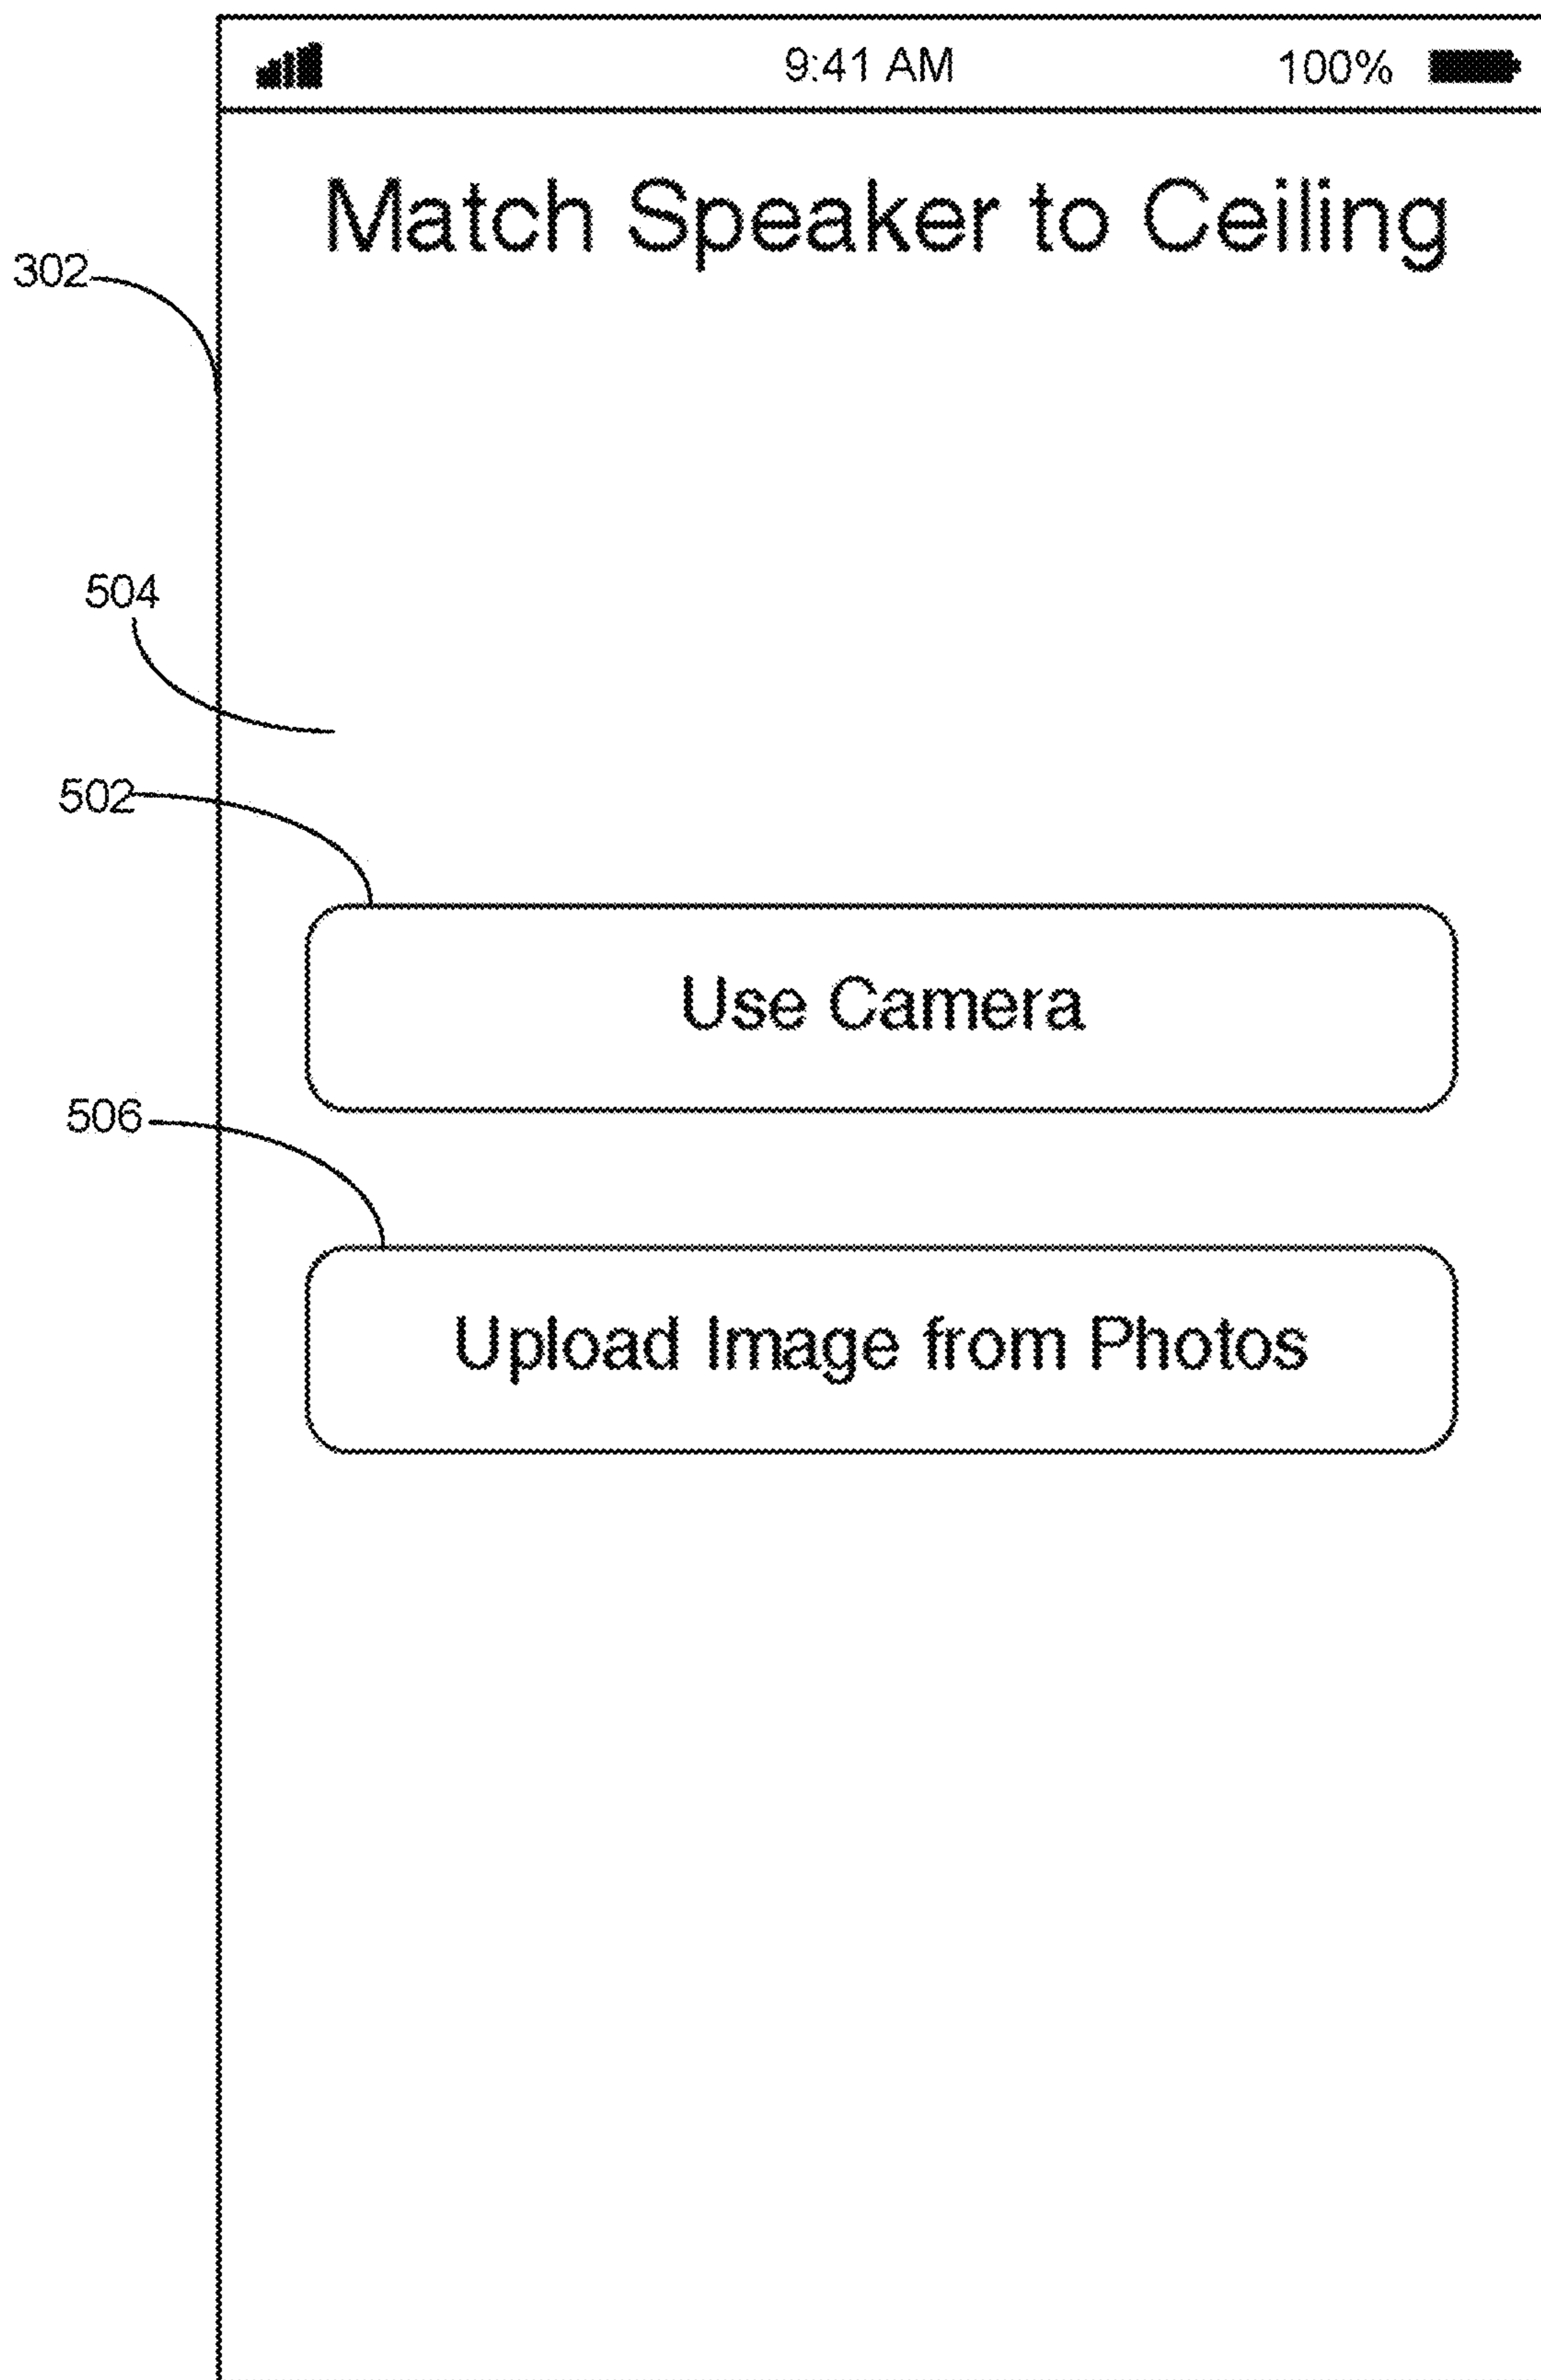 9:41 AM 100%
Match Speaker to Ceiling
302
504
502
Use Camera
506
Upload Image from Photos